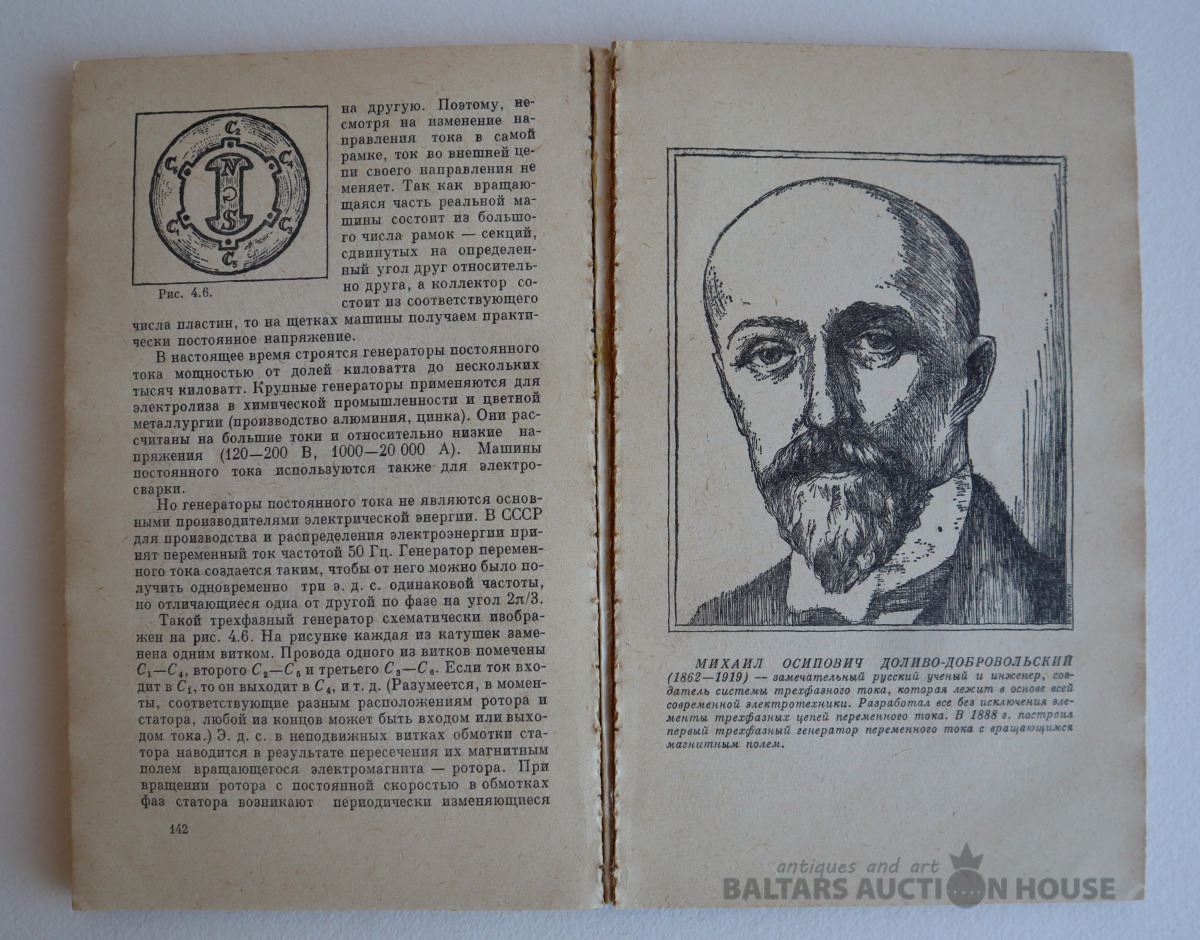 C₂
C₁
C₄
N
S
C₆
C₃
C₅
Рис. 4.6.
на другую. Поэтому, не-
смотря на изменение на-
правления тока в самой
рамке, ток во внешней це-
пи своего направления не
меняет. Так как вращаю-
щаяся часть реальной ма-
шины состоит из большо-
го числа рамок — секций,
сдвинутых на определен-
ный угол друг относитель-
но друга, а коллектор со-
стоит из соответствующего
числа пластин, то на щетках машины получаем практи-
чески постоянное напряжение.
В настоящее время строятся генераторы постоянного
тока мощностью от долей киловатта до нескольких
тысяч киловатт. Крупные генераторы применяются для
электролиза в химической промышленности и цветной
металлургии (производство алюминия, цинка). Они рас-
считаны на большие токи и относительно низкие на-
пряжения (120—200 В, 1000—20 000 А). Машины
постоянного тока используются также для электро-
сварки.
Но генераторы постоянного тока не являются основ-
ными производителями электрической энергии. В СССР
для производства и распределения электроэнергии при-
нят переменный ток частотой 50 Гц. Генератор перемен-
ного тока создается таким, чтобы от него можно было по-
лучить одновременно три э. д. с. одинаковой частоты,
но отличающиеся одна от другой по фазе на угол 2π/3.
Такой трехфазный генератор схематически изобра-
жен на рис. 4.6. На рисунке каждая из катушек заме-
нена одним витком. Провода одного из витков помечены
C₁—C₄, второго C₂—C₅ и третьего C₃—C₆. Если ток вхо-
дит в C₁, то он выходит в C₄, и т. д. (Разумеется, в момен-
ты, соответствующие разным расположениям ротора и
статора, любой из концов может быть входом или выхо-
дом тока.) Э. д. с. в неподвижных витках обмотки ста-
тора наводится в результате пересечения их магнитным
полем вращающегося электромагнита — ротора. При
вращении ротора с постоянной скоростью в обмотках
фаз статора возникают периодически изменяющиеся
142
МИХАИЛ ОСИПОВИЧ ДОЛИВО-ДОБРОВОЛЬСКИЙ
(1862—1919) — замечательный русский ученый и инженер, соз-
датель системы трехфазного тока, которая лежит в основе всей
современной электротехники. Разработал все без исключения эле-
менты трехфазных цепей переменного тока. В 1888 г. построил
первый трехфазный генератор переменного тока с вращающимся
магнитным полем.
antiques and art
BALTARS AUCTION HOUSE